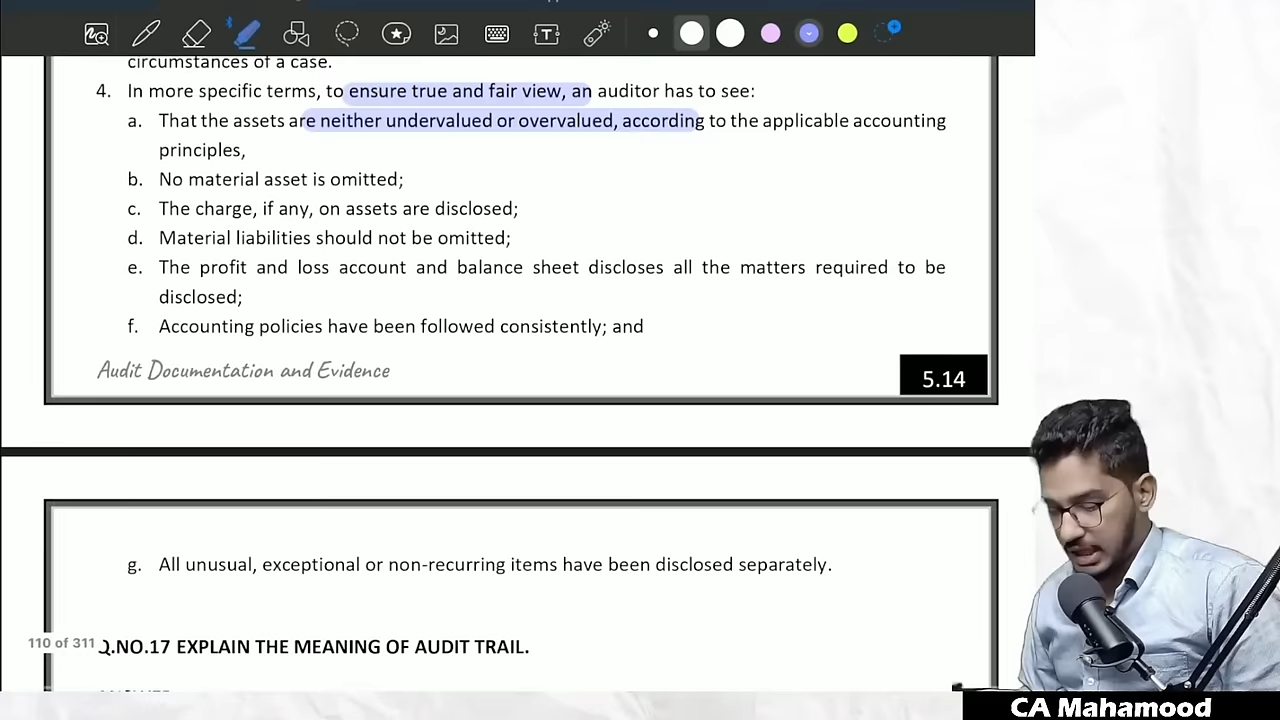 circumstances of a case.
4. In more specific terms, to ensure true and fair view, an auditor has to see:
a. That the assets are neither undervalued or overvalued, according to the applicable accounting
principles,
b. No material asset is omitted;
c. The charge, if any, on assets are disclosed;
d. Material liabilities should not be omitted;
e. The profit and loss account and balance sheet discloses all the matters required to be
disclosed;
f. Accounting policies have been followed consistently; and
Audit Documentation and Evidence
5.14
g. All unusual, exceptional or non-recurring items have been disclosed separately.
110 of 311
Q.NO.17 EXPLAIN THE MEANING OF AUDIT TRAIL.
CA Mahamood